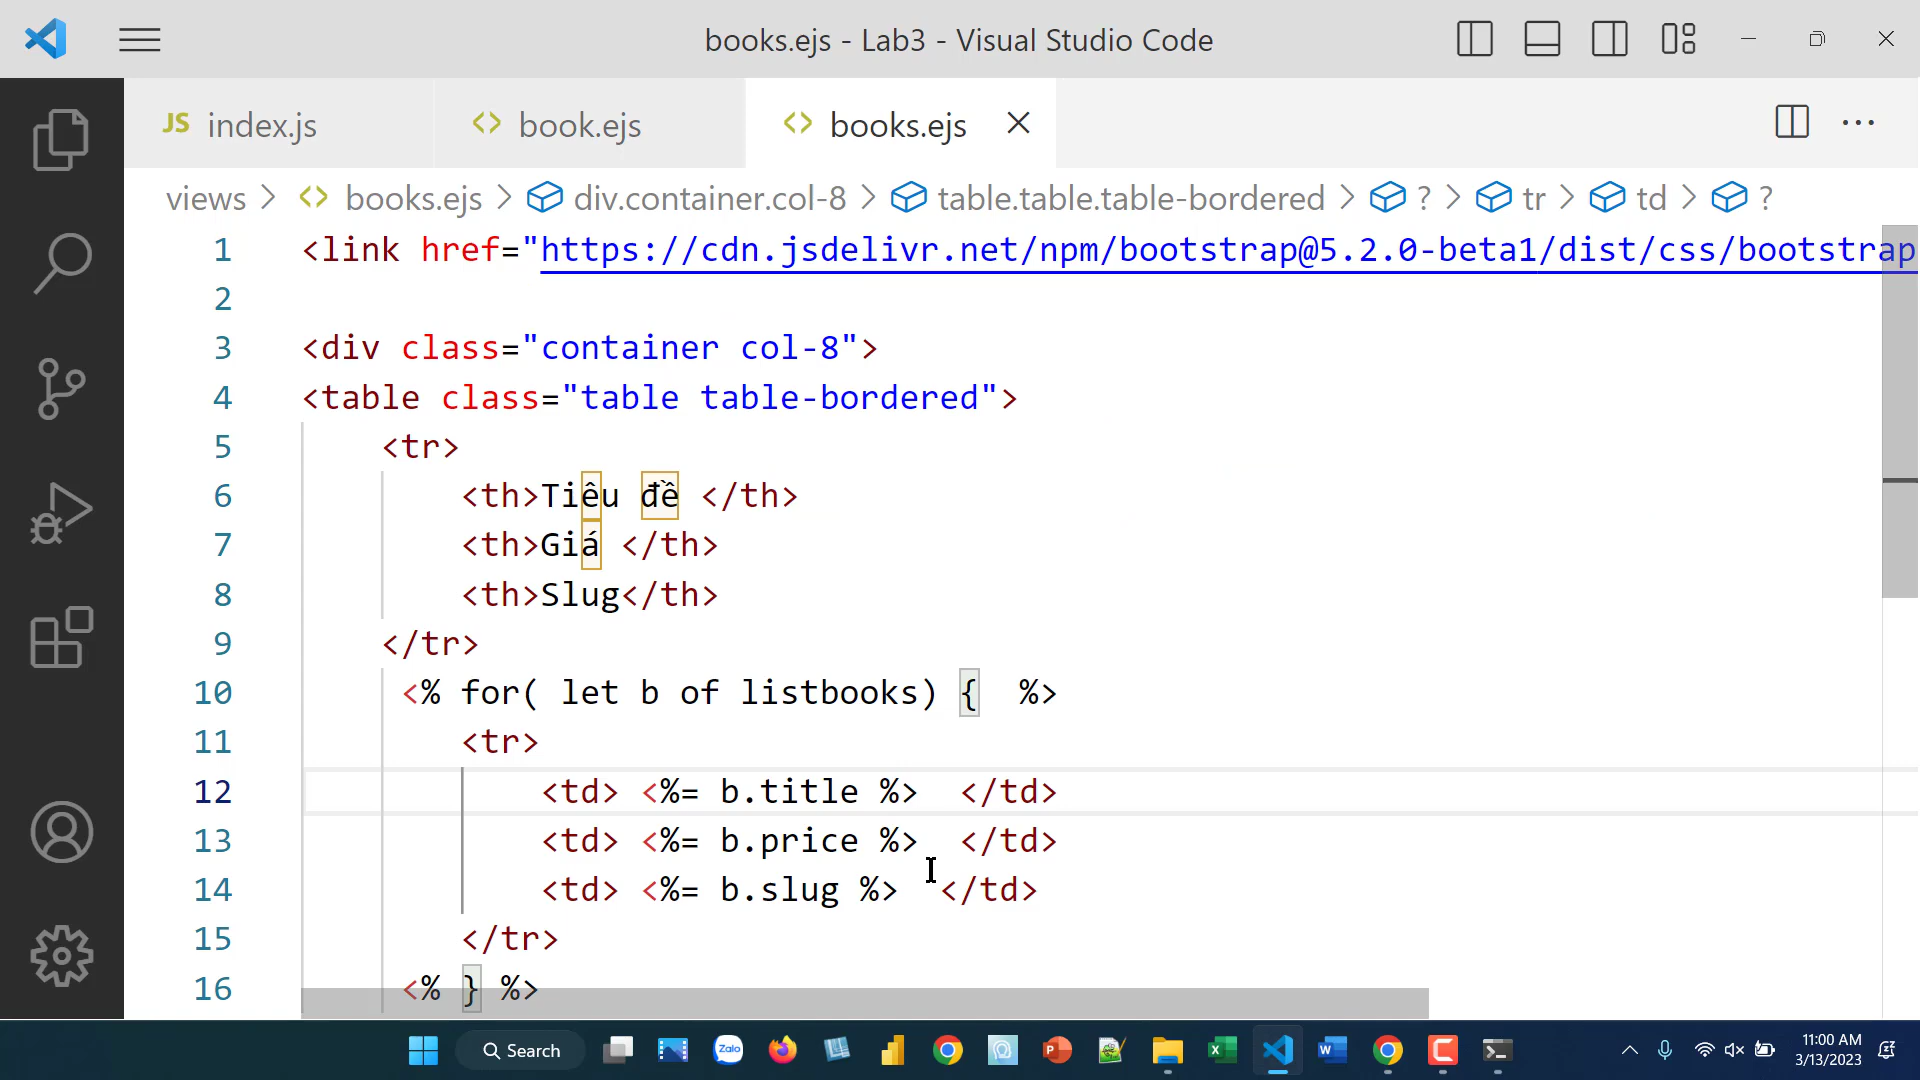 books.ejs - Lab3 - Visual Studio Code
JS index.js
book.ejs
books.ejs
views > books.ejs > div.container.col-8 > table.table.table-bordered > ? > tr > td > ?
1 <link href="https://cdn.jsdelivr.net/npm/bootstrap@5.2.0-beta1/dist/css/bootstrap
2
3 <div class="container col-8">
4 <table class="table table-bordered">
5 <tr>
6 <th>Tiêu đề </th>
7 <th>Giá </th>
8 <th>Slug</th>
9 </tr>
10 <% for( let b of listbooks) { %>
11 <tr>
12 <td> <%= b.title %> </td>
13 <td> <%= b.price %> </td>
14 <td> <%= b.slug %> </td>
15 </tr>
16 <% } %>
Search
Zalo
11:00 AM
3/13/2023